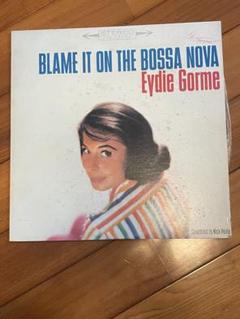 STEREO
BLAME IT ON THE BOSSA NOVA
Eydie Gorme